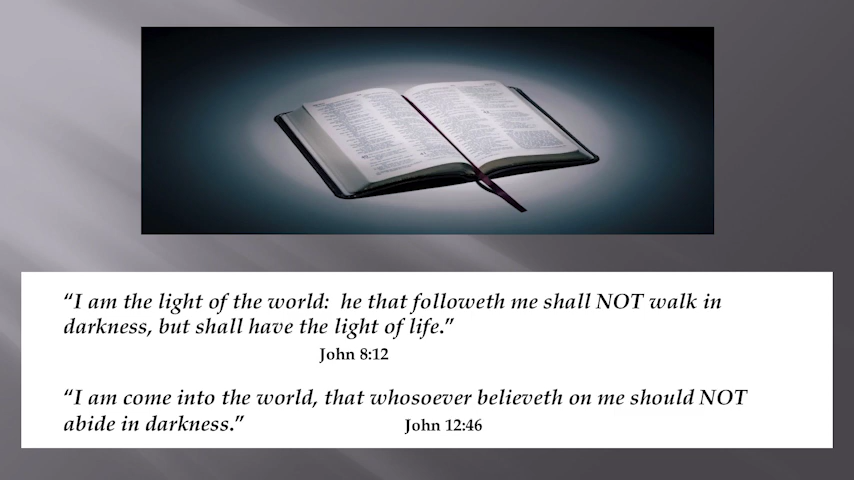 “I am the light of the world:  he that followeth me shall NOT walk in
darkness, but shall have the light of life.”
John 8:12
“I am come into the world, that whosoever believeth on me should NOT
abide in darkness.” John 12:46